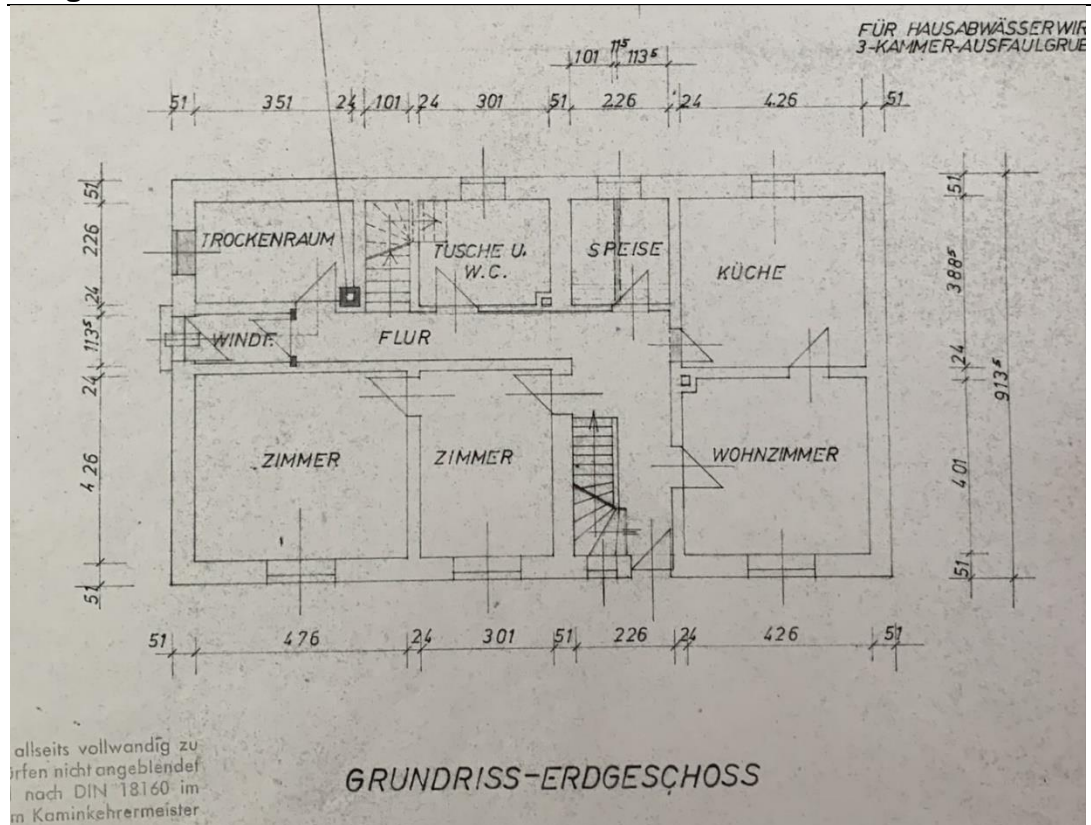 FÜR HAUSABWÄSSER WIR
3-KAMMER-AUSFAULGRUB
11⁵
101 113⁵
51 351 24 101 24 301 51 226 24 4.26 51
51
226
24
113⁵
24
426
51
TROCKENRAUM
TUSCHE U.
W.C.
SPEISE
KÜCHE
WINDF.
FLUR
ZIMMER
ZIMMER
WOHNZIMMER
51
388⁵
24
401
51
913⁵
51 476 24 301 51 226 24 426 51
GRUNDRISS-ERDGESCHOSS
allseits vollwandig zu
ürfen nicht angeblendet
nach DIN 18160 im
m Kaminkehrermeister